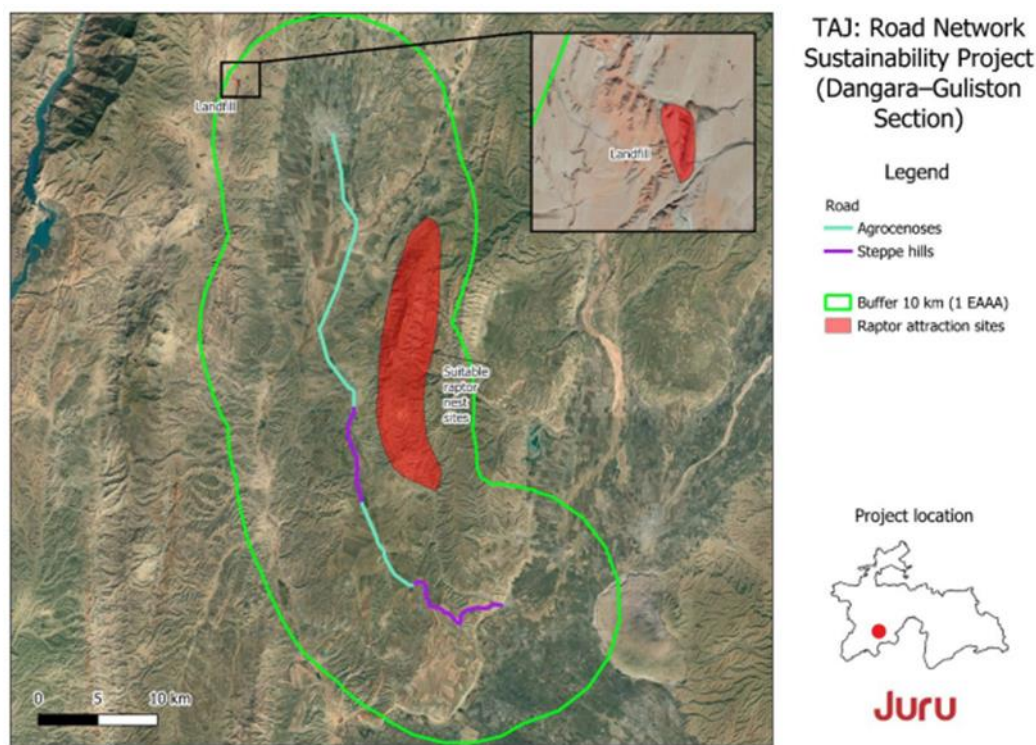 TAJ: Road Network
Sustainability Project
(Dangara–Guliston
Section)
Legend
Road
Agrocenoses
Steppe hills
Buffer 10 km (1 EAAA)
Raptor attraction sites
Landfill
Landfill
Suitable
raptor
nest
sites
0 5 10 km
Project location
Juru